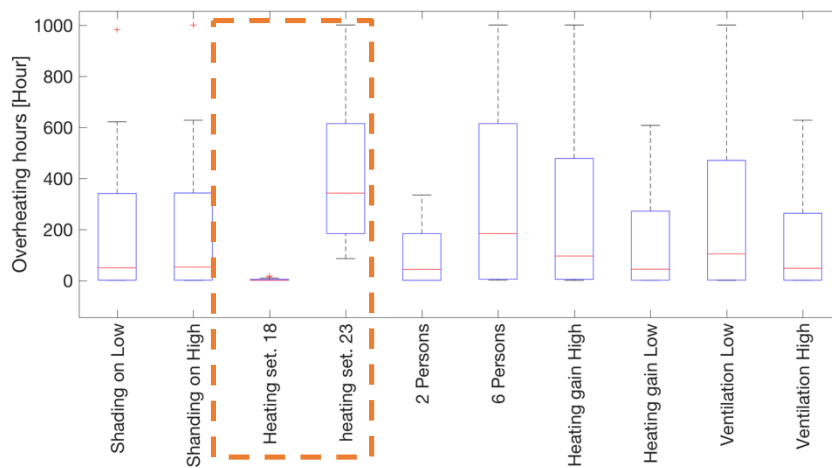 Overheating hours [Hour]
1000
800
600
400
200
0
Shading on Low
Shanding on High
Heating set. 18
heating set. 23
2 Persons
6 Persons
Heating gain High
Heating gain Low
Ventilation Low
Ventilation High